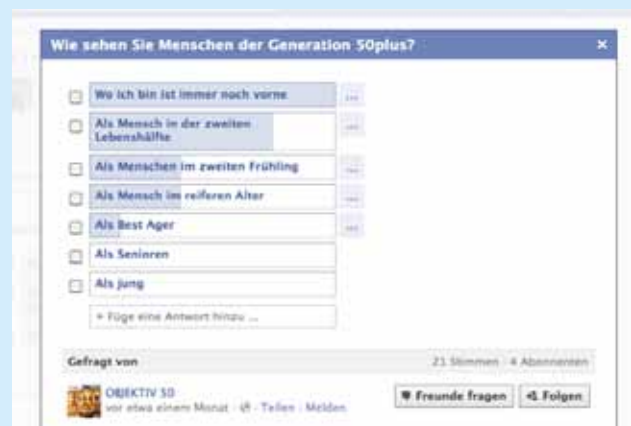 Wie sehen Sie Menschen der Generation 50plus?
Wo ich bin ist immer noch vorne
Als Mensch in der zweiten
Lebenshälfte
Als Menschen im zweiten Frühling
Als Mensch im reiferen Alter
Als Best Ager
Als Senioren
Als jung
+ Füge eine Antwort hinzu ...
Gefragt von
21 Stimmen · 4 Abonnenten
OBJEKTIV 50
vor etwa einem Monat · Teilen · Melden
Freunde fragen
Folgen